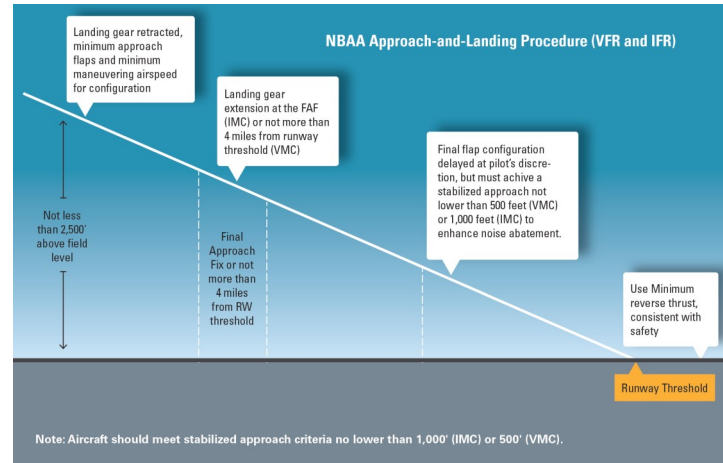 NBAA Approach-and-Landing Procedure (VFR and IFR)
Landing gear retracted,
minimum approach
flaps and minimum
maneuvering airspeed
for configuration
Landing gear
extension at the FAF
(IMC) or not more than
4 miles from runway
threshold (VMC)
Final flap configuration
delayed at pilot's discre-
tion, but must achive a
stabilized approach not
lower than 500 feet (VMC)
or 1,000 feet (IMC) to
enhance noise abatement.
Not less
than 2,500'
above field
level
Final
Approach
Fix or not
more than
4 miles
from RW
threshold
Use Minimum
reverse thrust,
consistent with
safety
Runway Threshold
Note: Aircraft should meet stabilized approach criteria no lower than 1,000' (IMC) or 500' (VMC).